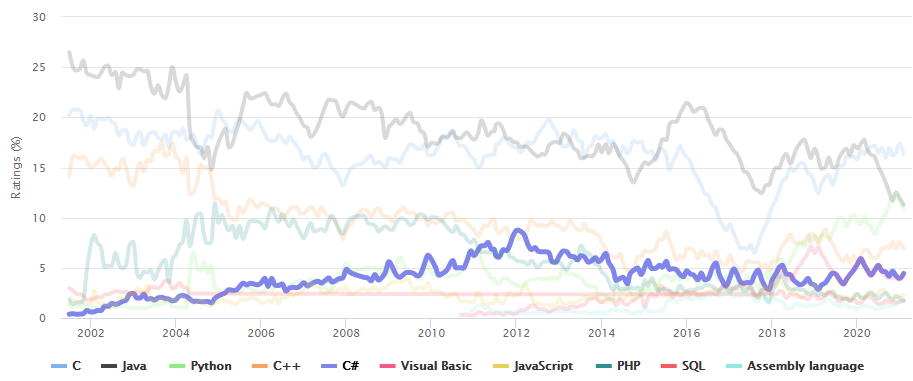 30
25
20
15
10
5
0
Ratings (%)
2002 2004 2006 2008 2010 2012 2014 2016 2018 2020
C Java Python C++ C# Visual Basic JavaScript PHP SQL Assembly language